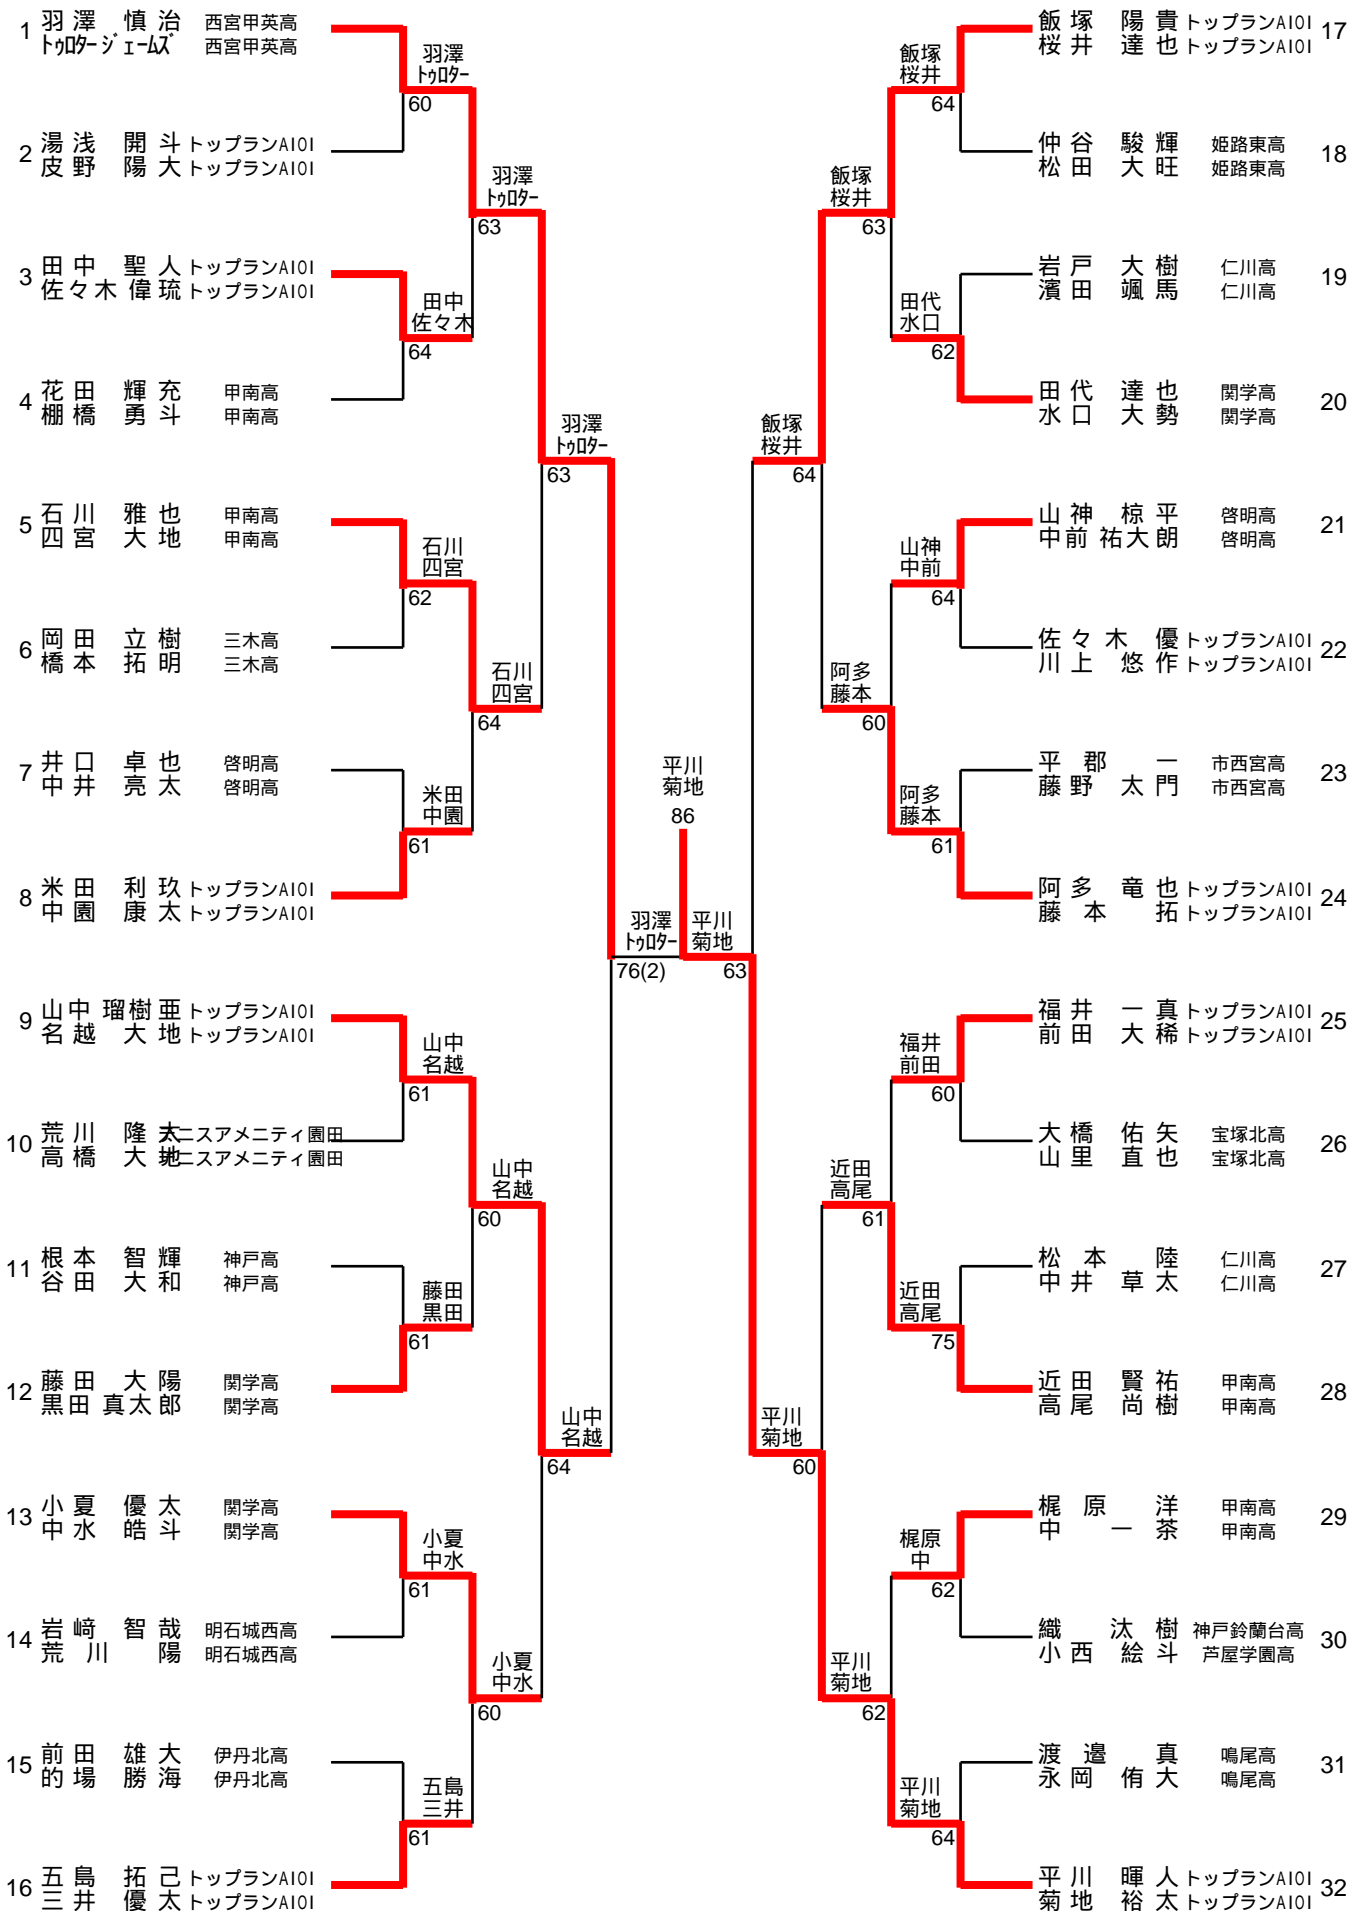 1 羽澤 慎治 西宮甲英高
トゥロタージェームズ 西宮甲英高
2 湯浅 開斗 トップランAIOI
皮野 陽大 トップランAIOI
3 田中 聖人 トップランAIOI
佐々木 偉琉 トップランAIOI
4 花田 輝充 甲南高
棚橋 勇斗 甲南高
5 石川 雅也 甲南高
四宮 大地 甲南高
6 岡田 立樹 三木高
橋本 拓明 三木高
7 井口 卓也 啓明高
中井 亮太 啓明高
8 米田 利玖 トップランAIOI
中園 康太 トップランAIOI
9 山中 瑠樹亜 トップランAIOI
名越 大地 トップランAIOI
10 荒川 隆太 テニスアメニティ園田
高橋 大地 テニスアメニティ園田
11 根本 智輝 神戸高
谷田 大和 神戸高
12 藤田 大陽 関学高
黒田 真太郎 関学高
13 小夏 優太 関学高
中水 皓斗 関学高
14 岩﨑 智哉 明石城西高
荒川 陽 明石城西高
15 前田 雄大 伊丹北高
的場 勝海 伊丹北高
16 五島 拓己 トップランAIOI
三井 優太 トップランAIOI
羽澤
トゥロター
60
田中
佐々木
64
石川
四宮
62
米田
中園
61
山中
名越
61
藤田
黒田
61
小夏
中水
61
五島
三井
61
羽澤
トゥロター
63
石川
四宮
64
山中
名越
60
小夏
中水
60
羽澤
トゥロター
63
山中
名越
64
羽澤
トゥロター
76(2)
平川
菊地
86
平川
菊地
63
飯塚
桜井
64
平川
菊地
60
飯塚
桜井
63
阿多
藤本
60
近田
高尾
61
平川
菊地
62
飯塚
桜井
64
田代
水口
62
山神
中前
64
阿多
藤本
61
福井
前田
60
近田
高尾
75
梶原
中
62
平川
菊地
64
飯塚 陽貴 トップランAIOI 17
桜井 達也 トップランAIOI
仲谷 駿輝 姫路東高 18
松田 大旺 姫路東高
岩戸 大樹 仁川高 19
濱田 颯馬 仁川高
田代 達也 関学高 20
水口 大勢 関学高
山神 椋平 啓明高 21
中前 祐大朗 啓明高
佐々木 優 トップランAIOI 22
川上 悠作 トップランAIOI
平郡 一 市西宮高 23
藤野 太門 市西宮高
阿多 竜也 トップランAIOI 24
藤本 拓 トップランAIOI
福井 一真 トップランAIOI 25
前田 大稀 トップランAIOI
大橋 佑矢 宝塚北高 26
山里 直也 宝塚北高
松本 陸 仁川高 27
中井 草太 仁川高
近田 賢祐 甲南高 28
高尾 尚樹 甲南高
梶原 洋 甲南高 29
中 一茶 甲南高
織 汰樹 神戸鈴蘭台高 30
小西 絵斗 芦屋学園高
渡邉 真 鳴尾高 31
永岡 侑大 鳴尾高
平川 暉人 トップランAIOI 32
菊地 裕太 トップランAIOI